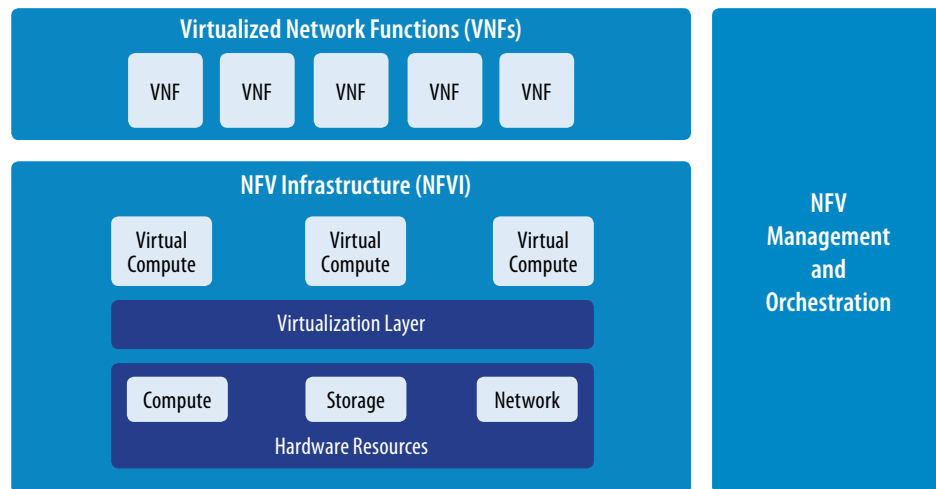 Virtualized Network Functions (VNFs)
VNF VNF VNF VNF VNF
NFV Infrastructure (NFVI)
Virtual Compute
Virtual Compute
Virtual Compute
Virtualization Layer
Compute Storage Network
Hardware Resources
NFV
Management
and
Orchestration